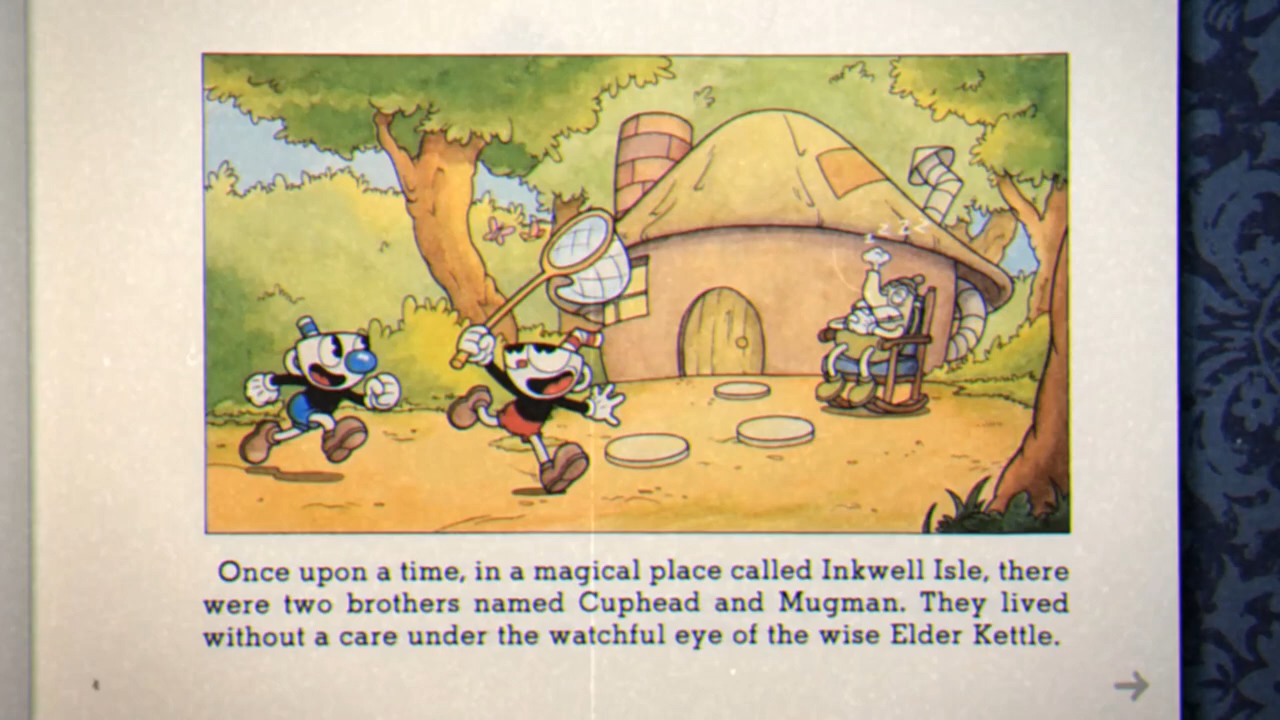 z z z z
Once upon a time, in a magical place called Inkwell Isle, there
were two brothers named Cuphead and Mugman. They lived
without a care under the watchful eye of the wise Elder Kettle.